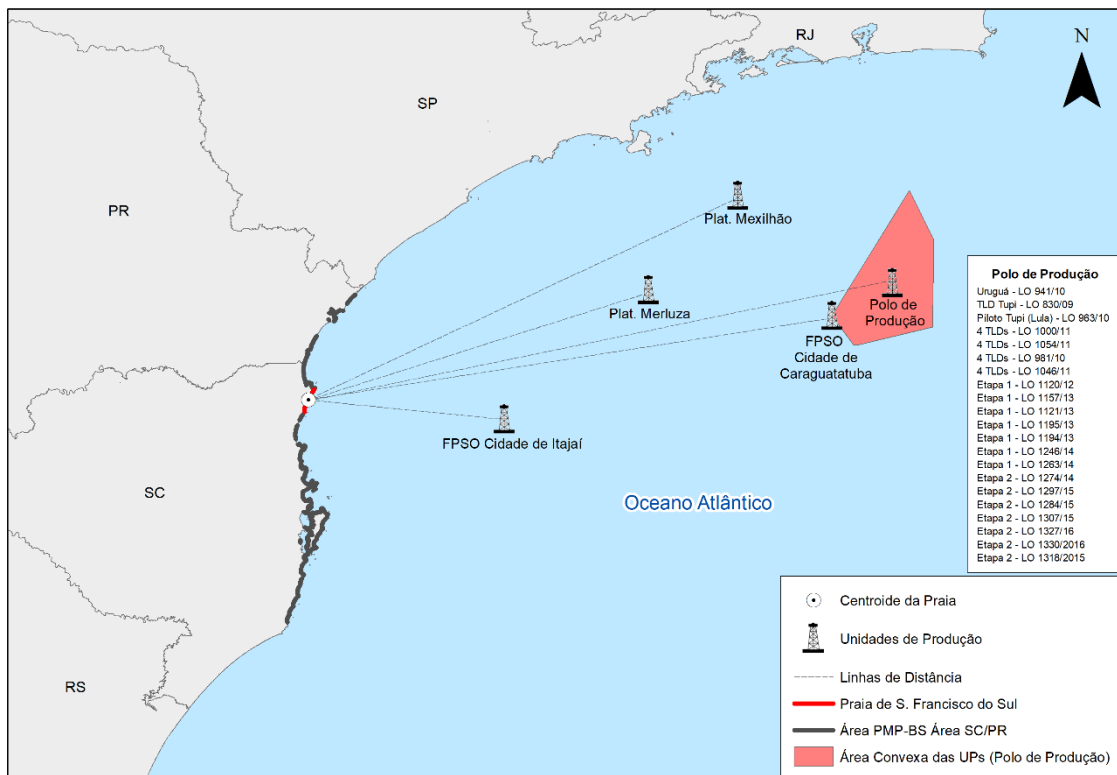 RJ
N
SP
PR
Plat. Mexilhão
Plat. Merluza
Polo de
Produção
FPSO
Cidade de
Caraguatatuba
FPSO Cidade de Itajaí
SC
Oceano Atlântico
RS
Polo de Produção
Uruguá - LO 941/10
TLD Tupi - LO 830/09
Piloto Tupi (Lula) - LO 963/10
4 TLDs - LO 1000/11
4 TLDs - LO 1054/11
4 TLDs - LO 981/10
4 TLDs - LO 1046/11
Etapa 1 - LO 1120/12
Etapa 1 - LO 1157/13
Etapa 1 - LO 1121/13
Etapa 1 - LO 1195/13
Etapa 1 - LO 1194/13
Etapa 1 - LO 1246/14
Etapa 1 - LO 1263/14
Etapa 2 - LO 1274/14
Etapa 2 - LO 1297/15
Etapa 2 - LO 1284/15
Etapa 2 - LO 1307/15
Etapa 2 - LO 1327/16
Etapa 2 - LO 1330/2016
Etapa 2 - LO 1318/2015
Centroide da Praia
Unidades de Produção
Linhas de Distância
Praia de S. Francisco do Sul
Área PMP-BS Área SC/PR
Área Convexa das UPs (Polo de Produção)